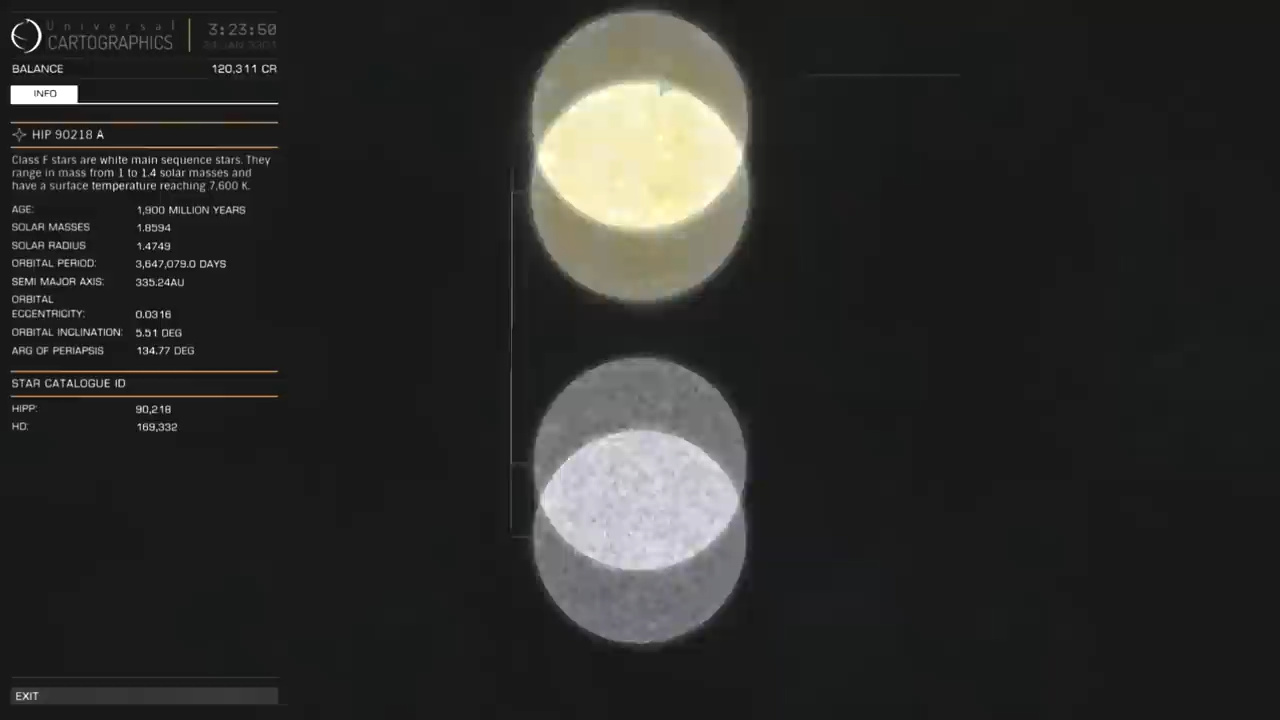 Universal
CARTOGRAPHICS
3:23:50
BALANCE 120,311 CR
INFO
HIP 90218 A
Class F stars are white main sequence stars. They
range in mass from 1 to 1.4 solar masses and
have a surface temperature reaching 7,600 K.
AGE: 1,900 MILLION YEARS
SOLAR MASSES 1.8594
SOLAR RADIUS 1.4749
ORBITAL PERIOD: 3,647,079.0 DAYS
SEMI MAJOR AXIS: 335.24AU
ORBITAL
ECCENTRICITY: 0.0316
ORBITAL INCLINATION: 5.51 DEG
ARG OF PERIAPSIS 134.77 DEG
STAR CATALOGUE ID
HIPP: 90,218
HD: 169,332
EXIT